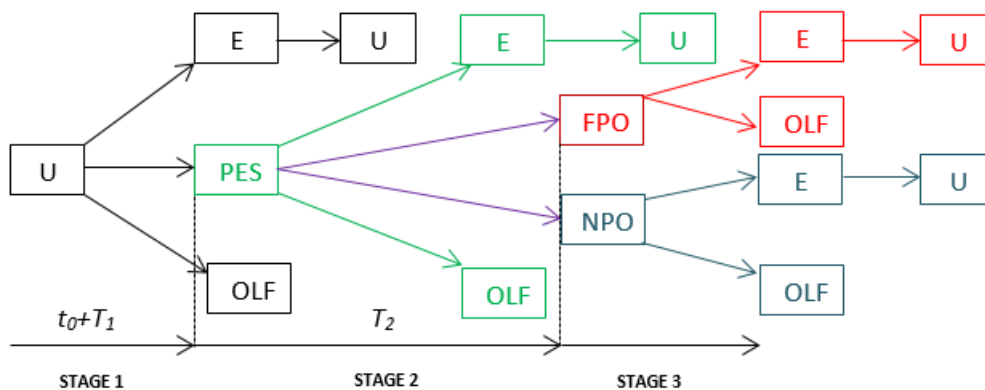 E U E U E U
FPO OLF
U PES E U
NPO
OLF OLF OLF
t₀+T₁ T₂
STAGE 1 STAGE 2 STAGE 3